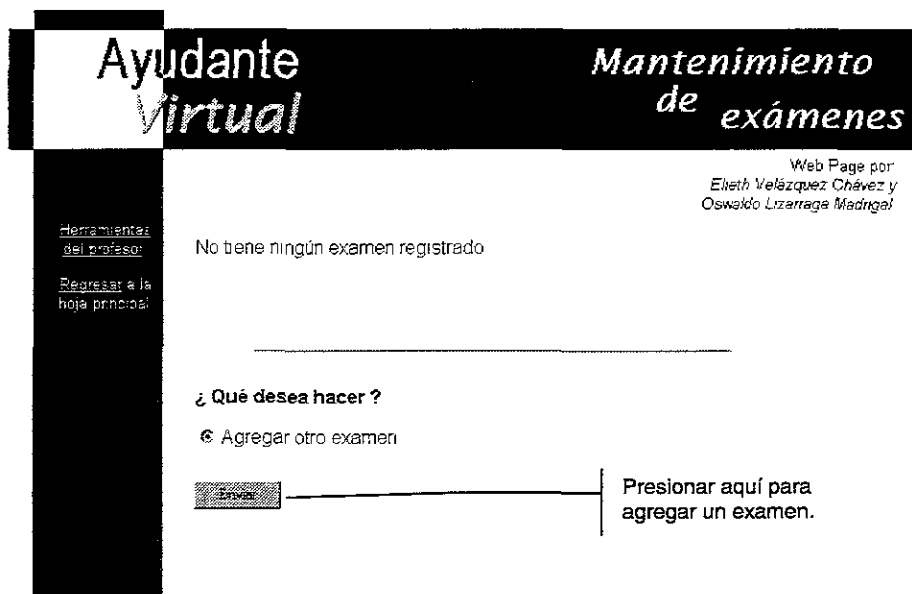 Ayudante
Virtual
Mantenimiento
de exámenes
Web Page por
Elieth Velázquez Chávez y
Oswaldo Lizarraga Madrigal
Herramientas
del profesor
Regresar a la
hoja principal
No tiene ningún examen registrado
¿ Qué desea hacer ?
Agregar otro examen
Enviar
Presionar aquí para
agregar un examen.